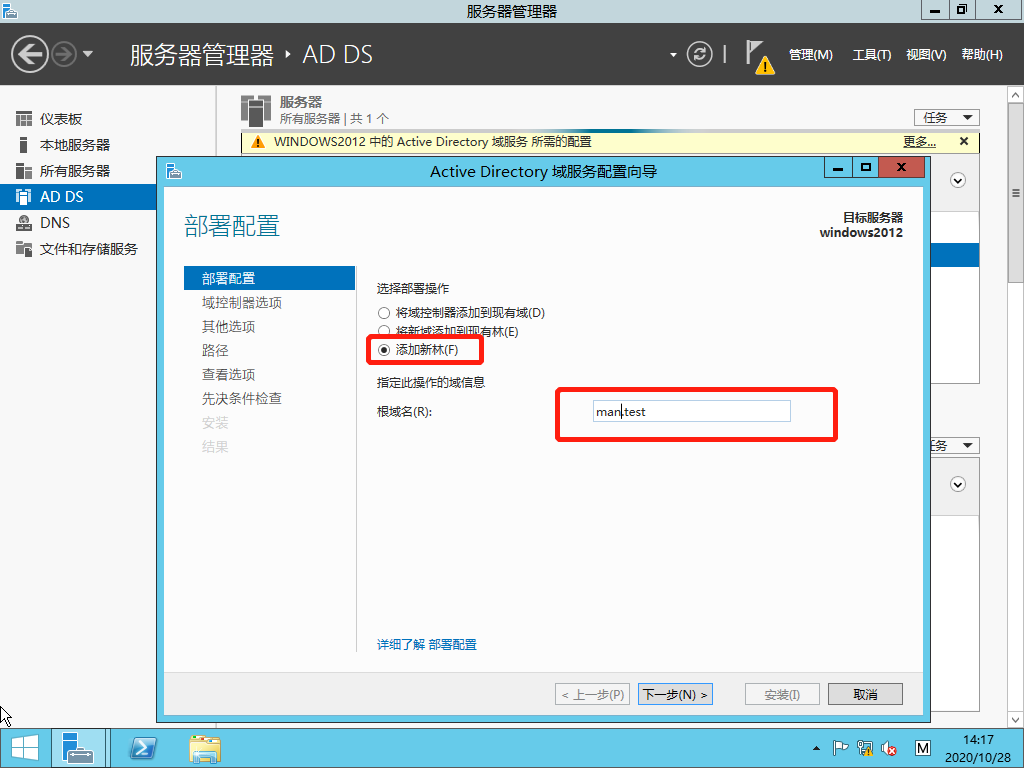 服务器管理器
服务器管理器 ‣ AD DS
管理(M) 工具(T) 视图(V) 帮助(H)
仪表板
本地服务器
所有服务器
AD DS
DNS
文件和存储服务
服务器
所有服务器 | 共 1 个
任务
WINDOWS2012 中的 Active Directory 域服务 所需的配置
更多...
Active Directory 域服务配置向导
部署配置
目标服务器
windows2012
部署配置
域控制器选项
其他选项
路径
查看选项
先决条件检查
安装
结果
选择部署操作
将域控制器添加到现有域(D)
将新域添加到现有林(E)
添加新林(F)
指定此操作的域信息
根域名(R):
man.test
详细了解 部署配置
任务
< 上一步(P)
下一步(N) >
安装(I)
取消
M
14:17
2020/10/28